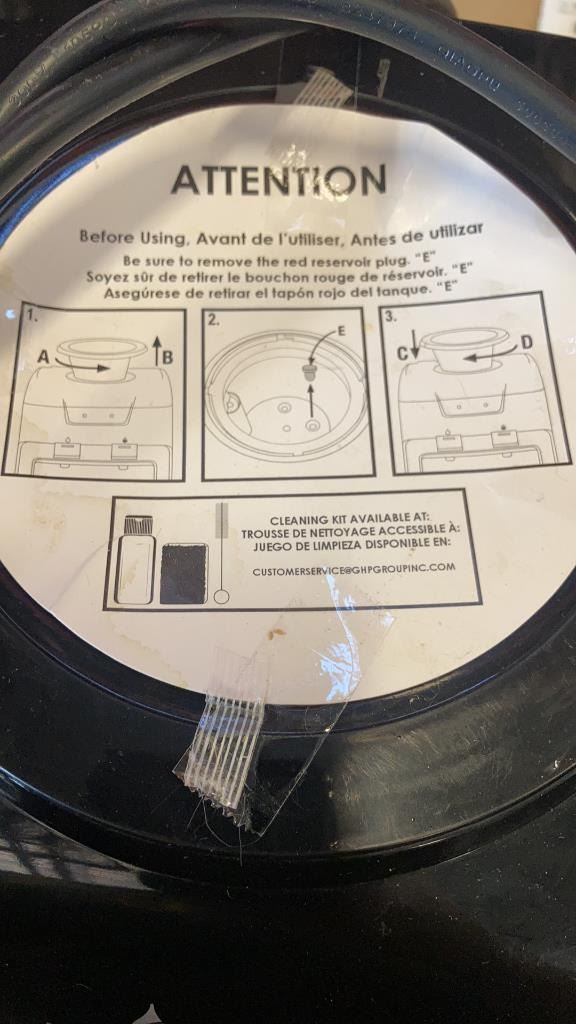 ATTENTION
Before Using, Avant de l'utiliser, Antes de utilizar
Be sure to remove the red reservoir plug. "E"
Soyez sûr de retirer le bouchon rouge de réservoir. "E"
Asegúrese de retirar el tapón rojo del tanque. "E"
1.
A
B
2.
E
3.
C
D
CLEANING KIT AVAILABLE AT:
TROUSSE DE NETTOYAGE ACCESSIBLE À:
JUEGO DE LIMPIEZA DISPONIBLE EN:
CUSTOMERSERVICE@GHPGROUPINC.COM